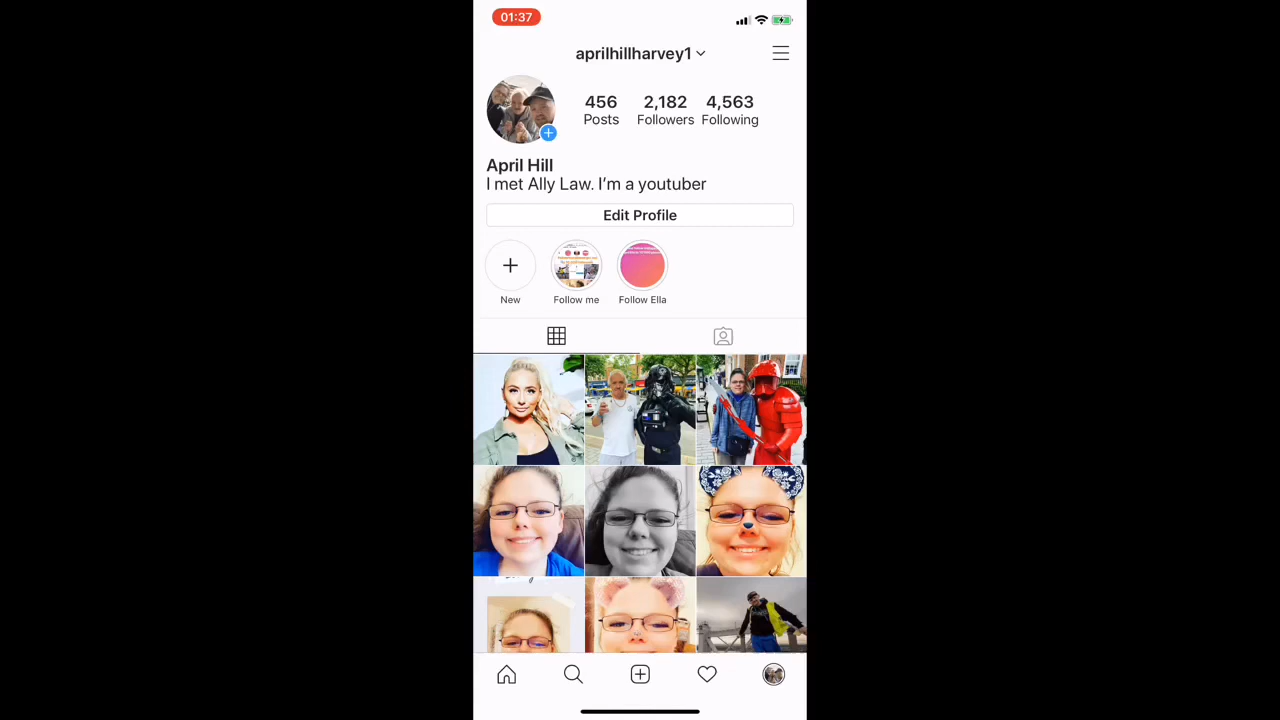 01:37
aprilhillharvey1
456 2,182 4,563
Posts Followers Following
April Hill
I met Ally Law. I'm a youtuber
Edit Profile
New Follow me Follow Ella